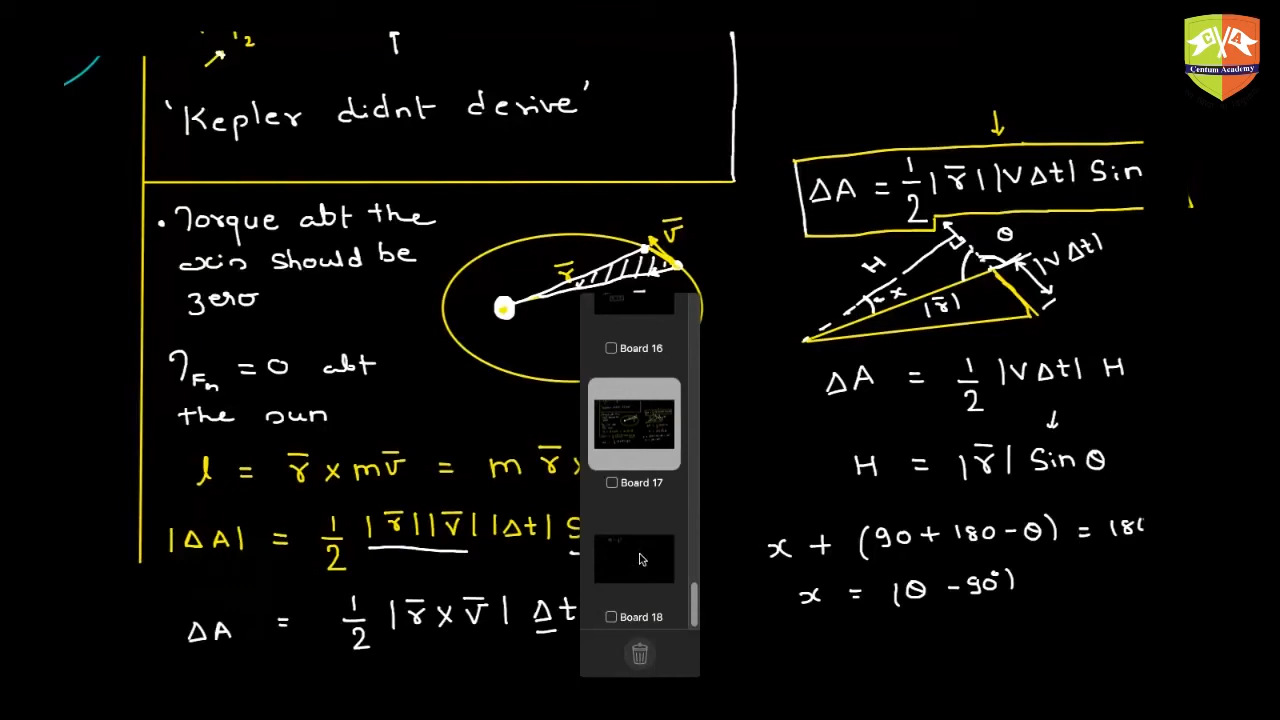 'Kepler didnt derive'
• Torque abt the
axis should be
zero
τFn = 0 abt
the sun
l = r̅ × mv̅ = m r̅ ×
|ΔA| = 1/2 |r̅||v̅||Δt| S
ΔA = 1/2 |r̅ × v̅| Δt
r̅
v̅
Board 16
Board 17
Board 18
C A
Centum Academy
ΔA = 1/2 |r̅||VΔt| Sin
H
θ
|VΔt|
x
|r̅|
ΔA = 1/2 |VΔt| H
H = |r̅| Sin θ
x + (90 + 180 - θ) = 18
x = (θ - 90°)